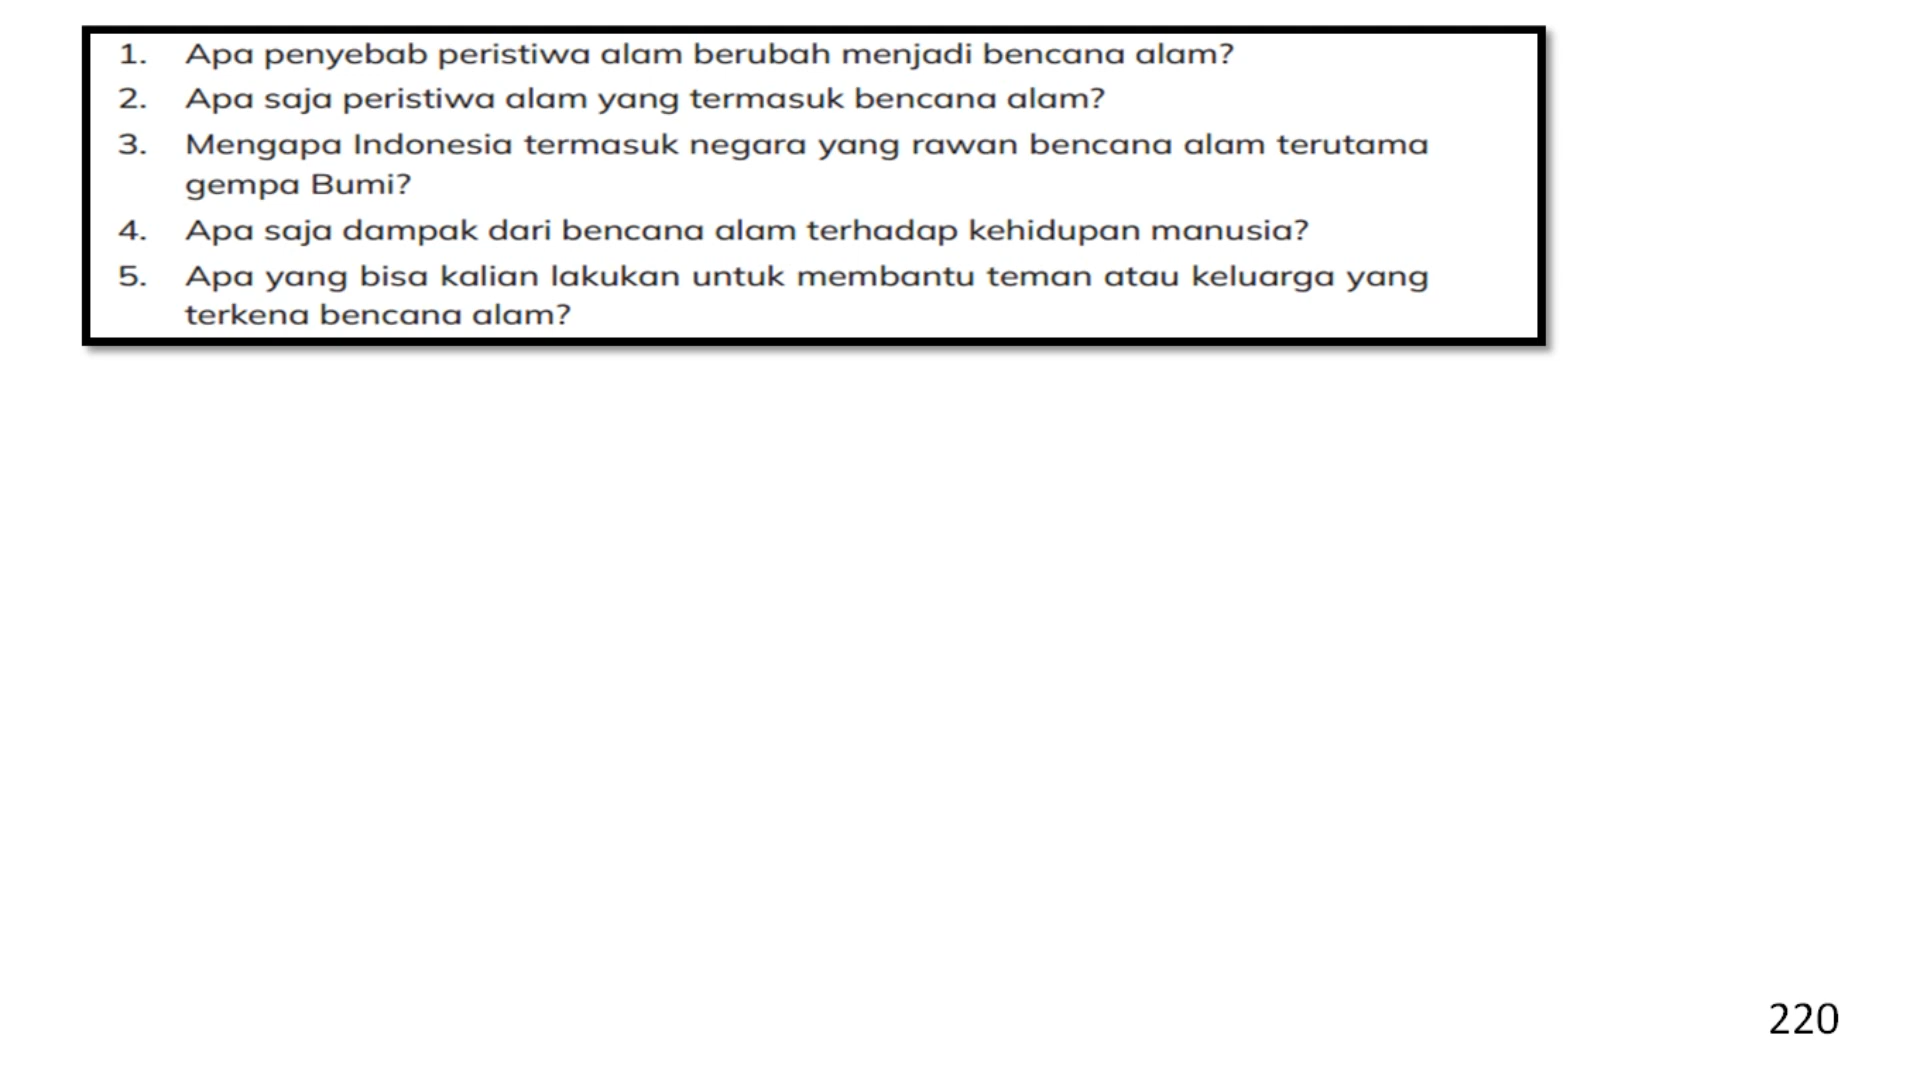 1. Apa penyebab peristiwa alam berubah menjadi bencana alam?
2. Apa saja peristiwa alam yang termasuk bencana alam?
3. Mengapa Indonesia termasuk negara yang rawan bencana alam terutama
gempa Bumi?
4. Apa saja dampak dari bencana alam terhadap kehidupan manusia?
5. Apa yang bisa kalian lakukan untuk membantu teman atau keluarga yang
terkena bencana alam?
220